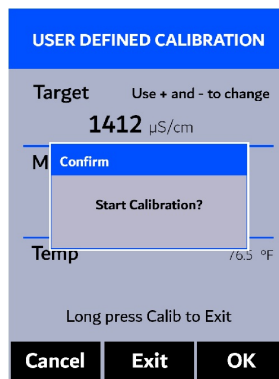 USER DEFINED CALIBRATION
Target Use + and - to change
1412 µS/cm
M
Confirm
Start Calibration?
Temp 76.5 °F
Long press Calib to Exit
Cancel Exit OK